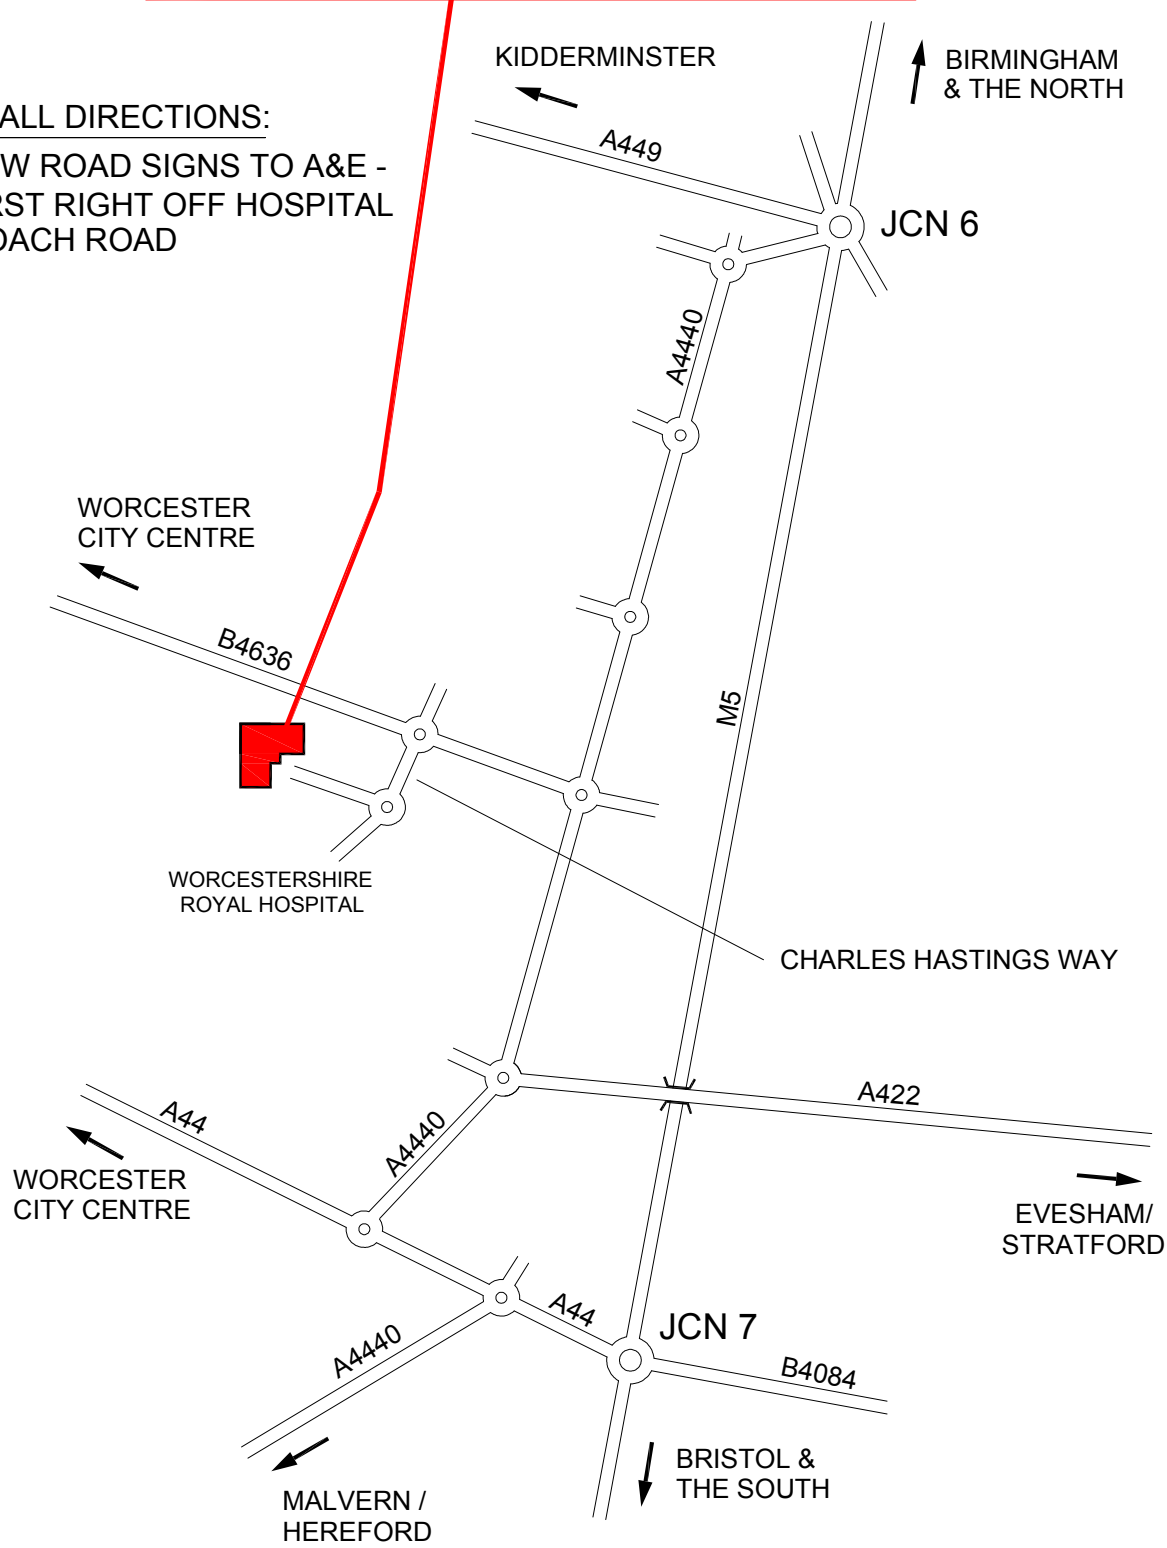 KIDDERMINSTER
BIRMINGHAM
& THE NORTH
ALL DIRECTIONS:
A449
W ROAD SIGNS TO A&E -
RST RIGHT OFF HOSPITAL
OACH ROAD
JCN 6
A4440
WORCESTER
CITY CENTRE
B4636
M5
WORCESTERSHIRE
ROYAL HOSPITAL
CHARLES HASTINGS WAY
A422
A44
A4440
WORCESTER
CITY CENTRE
EVESHAM/
STRATFORD
A44
JCN 7
A4440
B4084
BRISTOL &
THE SOUTH
MALVERN /
HEREFORD